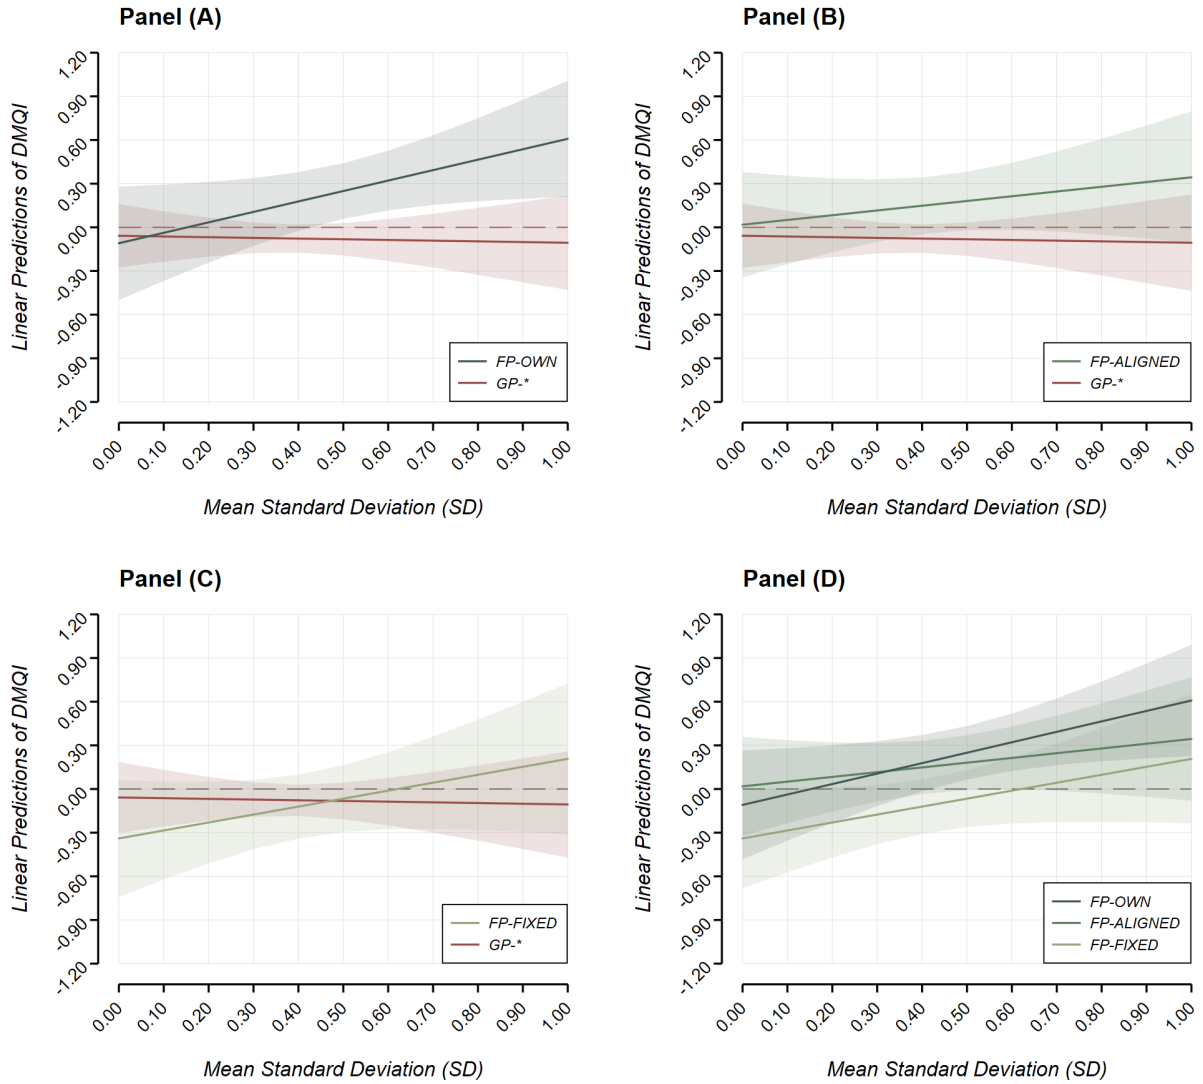 Panel (A)
Linear Predictions of DMQI
1.20
0.90
0.60
0.30
0.00
-0.30
-0.60
-0.90
-1.20
FP-OWN
GP-*
0.00 0.10 0.20 0.30 0.40 0.50 0.60 0.70 0.80 0.90 1.00
Mean Standard Deviation (SD)
Panel (B)
Linear Predictions of DMQI
1.20
0.90
0.60
0.30
0.00
-0.30
-0.60
-0.90
-1.20
FP-ALIGNED
GP-*
0.00 0.10 0.20 0.30 0.40 0.50 0.60 0.70 0.80 0.90 1.00
Mean Standard Deviation (SD)
Panel (C)
Linear Predictions of DMQI
1.20
0.90
0.60
0.30
0.00
-0.30
-0.60
-0.90
-1.20
FP-FIXED
GP-*
0.00 0.10 0.20 0.30 0.40 0.50 0.60 0.70 0.80 0.90 1.00
Mean Standard Deviation (SD)
Panel (D)
Linear Predictions of DMQI
1.20
0.90
0.60
0.30
0.00
-0.30
-0.60
-0.90
-1.20
FP-OWN
FP-ALIGNED
FP-FIXED
0.00 0.10 0.20 0.30 0.40 0.50 0.60 0.70 0.80 0.90 1.00
Mean Standard Deviation (SD)